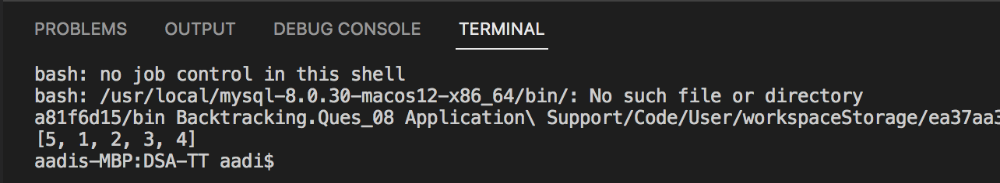 PROBLEMS OUTPUT DEBUG CONSOLE TERMINAL
bash: no job control in this shell
bash: /usr/local/mysql-8.0.30-macos12-x86_64/bin/: No such file or directory
a81f6d15/bin Backtracking.Ques_08 Application\ Support/Code/User/workspaceStorage/ea37aa3
[5, 1, 2, 3, 4]
aadis-MBP:DSA-TT aadi$